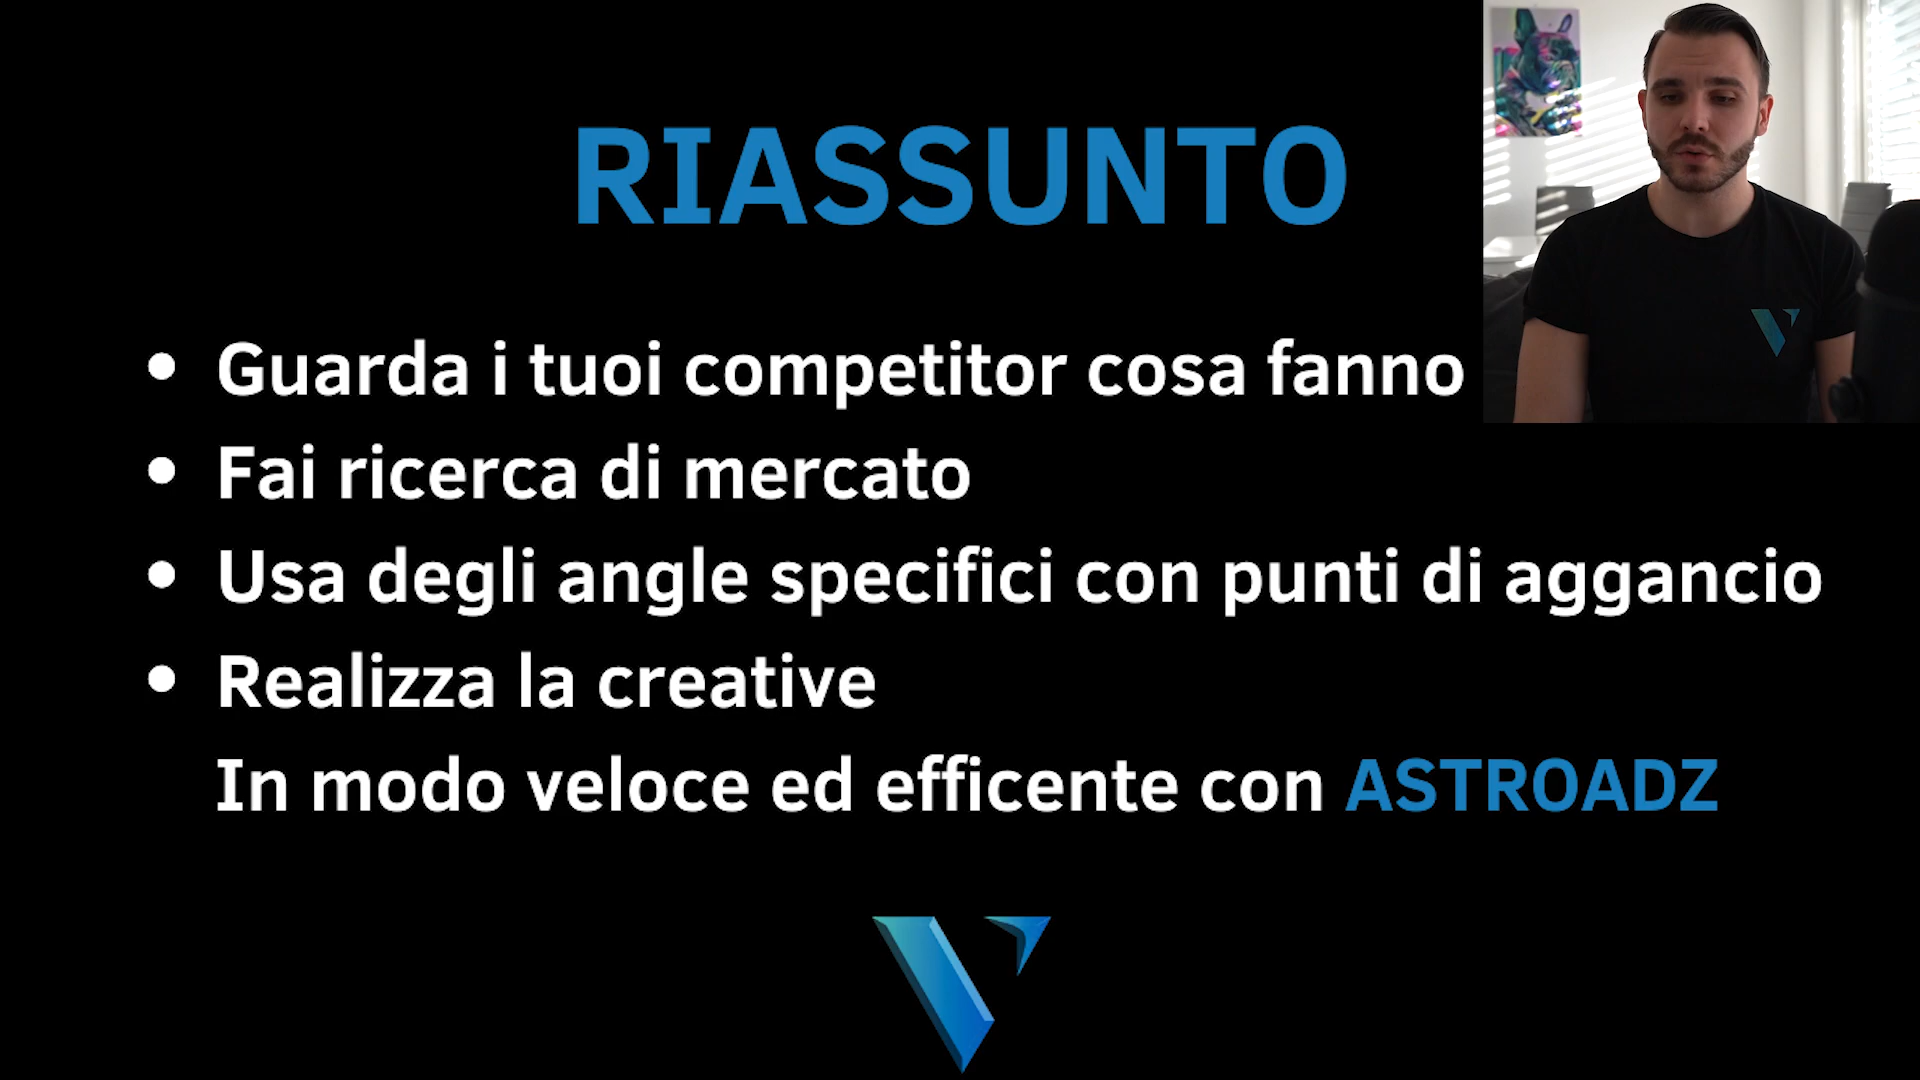 RIASSUNTO
Guarda i tuoi competitor cosa fanno
Fai ricerca di mercato
Usa degli angle specifici con punti di aggancio
Realizza la creative
In modo veloce ed efficente con ASTROADZ